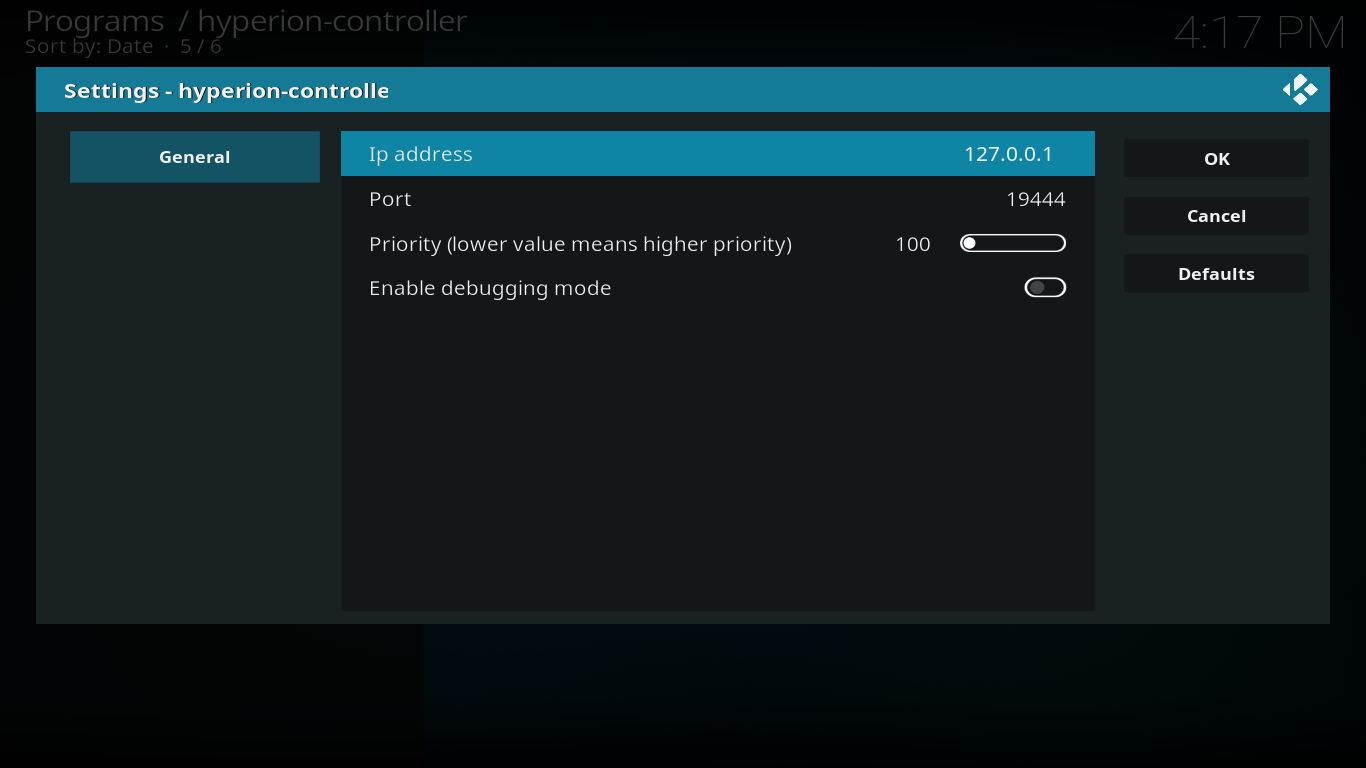 Programs / hyperion-controller
Sort by: Date · 5 / 6
4:17 PM
Settings - hyperion-controlle
General
Ip address 127.0.0.1
Port 19444
Priority (lower value means higher priority) 100
Enable debugging mode
OK
Cancel
Defaults